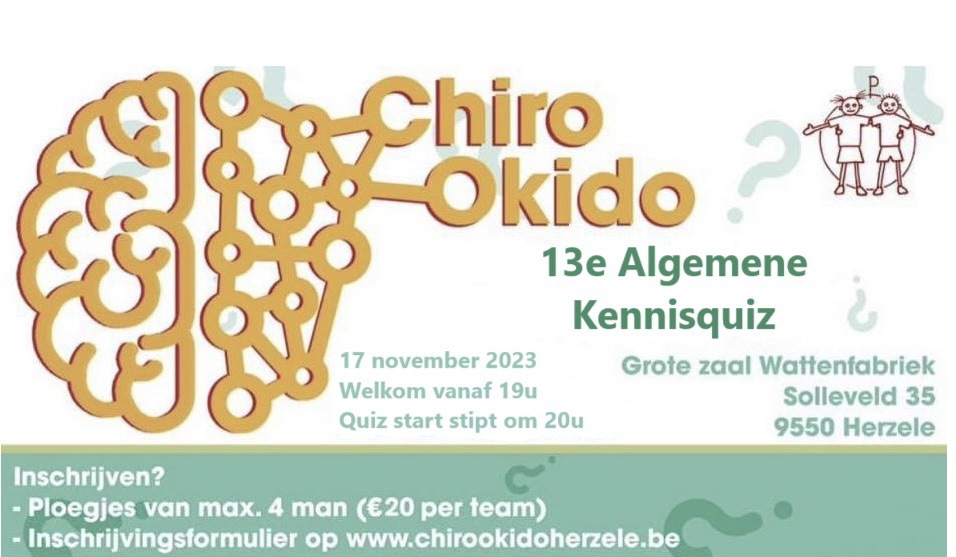 Chiro
Okido
13e Algemene
Kennisquiz
17 november 2023
Welkom vanaf 19u
Quiz start stipt om 20u
Grote zaal Wattenfabriek
Solleveld 35
9550 Herzele
Inschrijven?
- Ploegjes van max. 4 man (€20 per team)
- Inschrijvingsformulier op www.chirookidoherzele.be